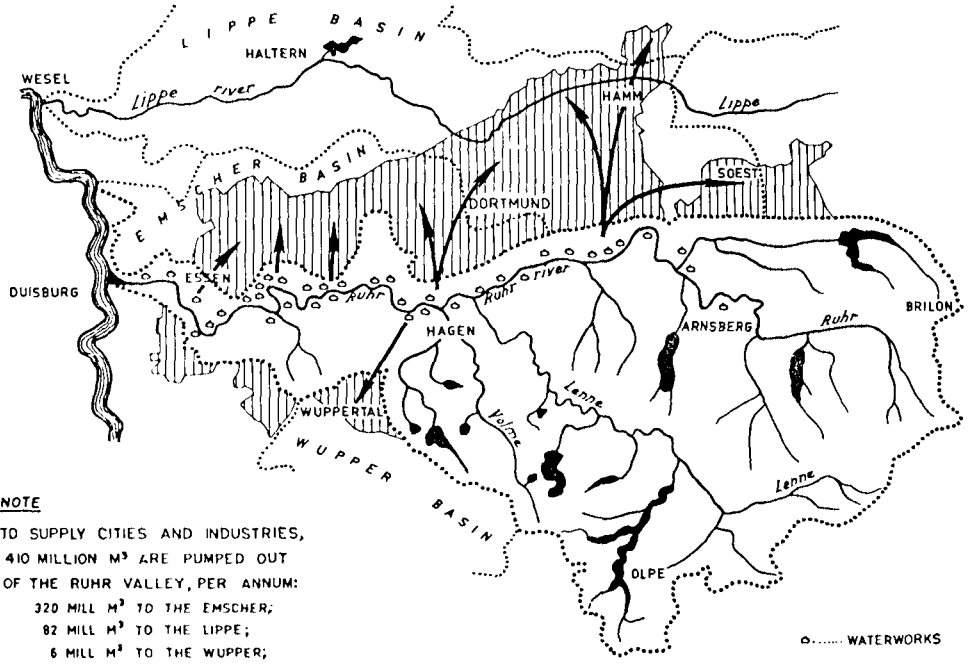 LIPPE BASIN
HALTERN
WESEL
Lippe river
HAMM
Lippe
EMSCHER BASIN
SOEST
DORTMUND
ESSEN
DUISBURG
Ruhr
Ruhr river
BRILON
HAGEN
ARNSBERG
Ruhr
Lenne
WUPPERTAL
Volme
WUPPER BASIN
Lenne
OLPE
NOTE
TO SUPPLY CITIES AND INDUSTRIES,
410 MILLION M³ ARE PUMPED OUT
OF THE RUHR VALLEY, PER ANNUM:
320 MILL M³ TO THE EMSCHER;
82 MILL M³ TO THE LIPPE;
6 MILL M³ TO THE WUPPER;
...... WATERWORKS